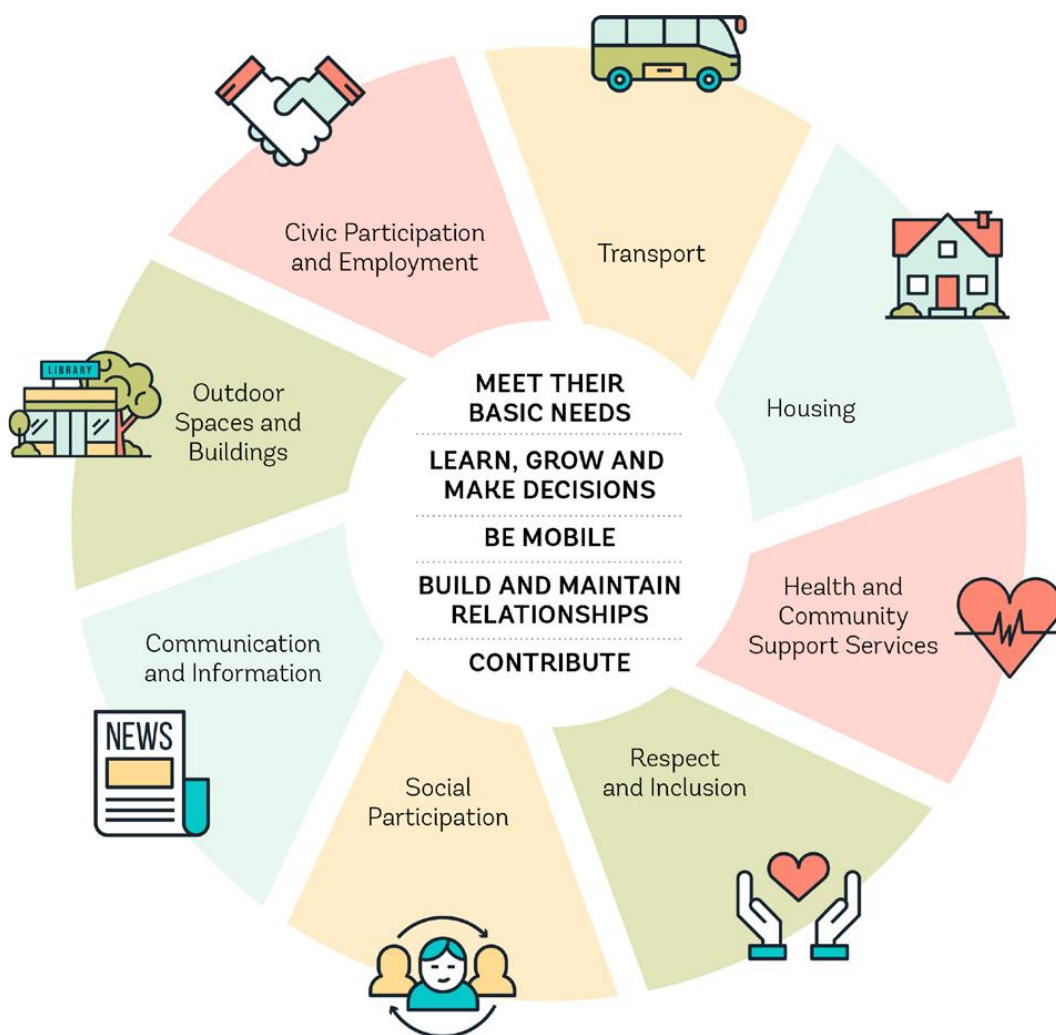 Transport
Housing
Health and
Community
Support Services
Respect
and Inclusion
Social
Participation
Communication
and Information
NEWS
Outdoor
Spaces and
Buildings
LIBRARY
Civic Participation
and Employment
MEET THEIR
BASIC NEEDS
LEARN, GROW AND
MAKE DECISIONS
BE MOBILE
BUILD AND MAINTAIN
RELATIONSHIPS
CONTRIBUTE